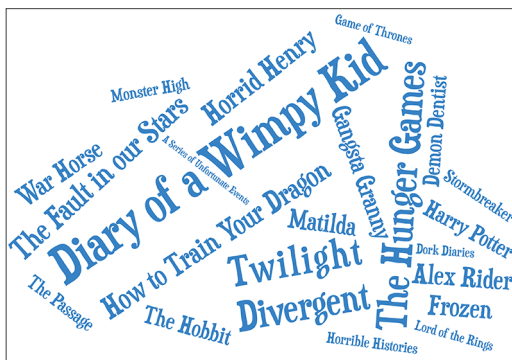 Game of Thrones
Horrid Henry
Monster High
Diary of a Wimpy Kid
The Fault in our Stars
War Horse
A Series of Unfortunate Events
Gangsta Granny
The Hunger Games
Demon Dentist
Stormbreaker
Harry Potter
How to Train Your Dragon
Matilda
Twilight
Dork Diaries
Alex Rider
The Passage
The Hobbit
Divergent
Frozen
Lord of the Rings
Horrible Histories